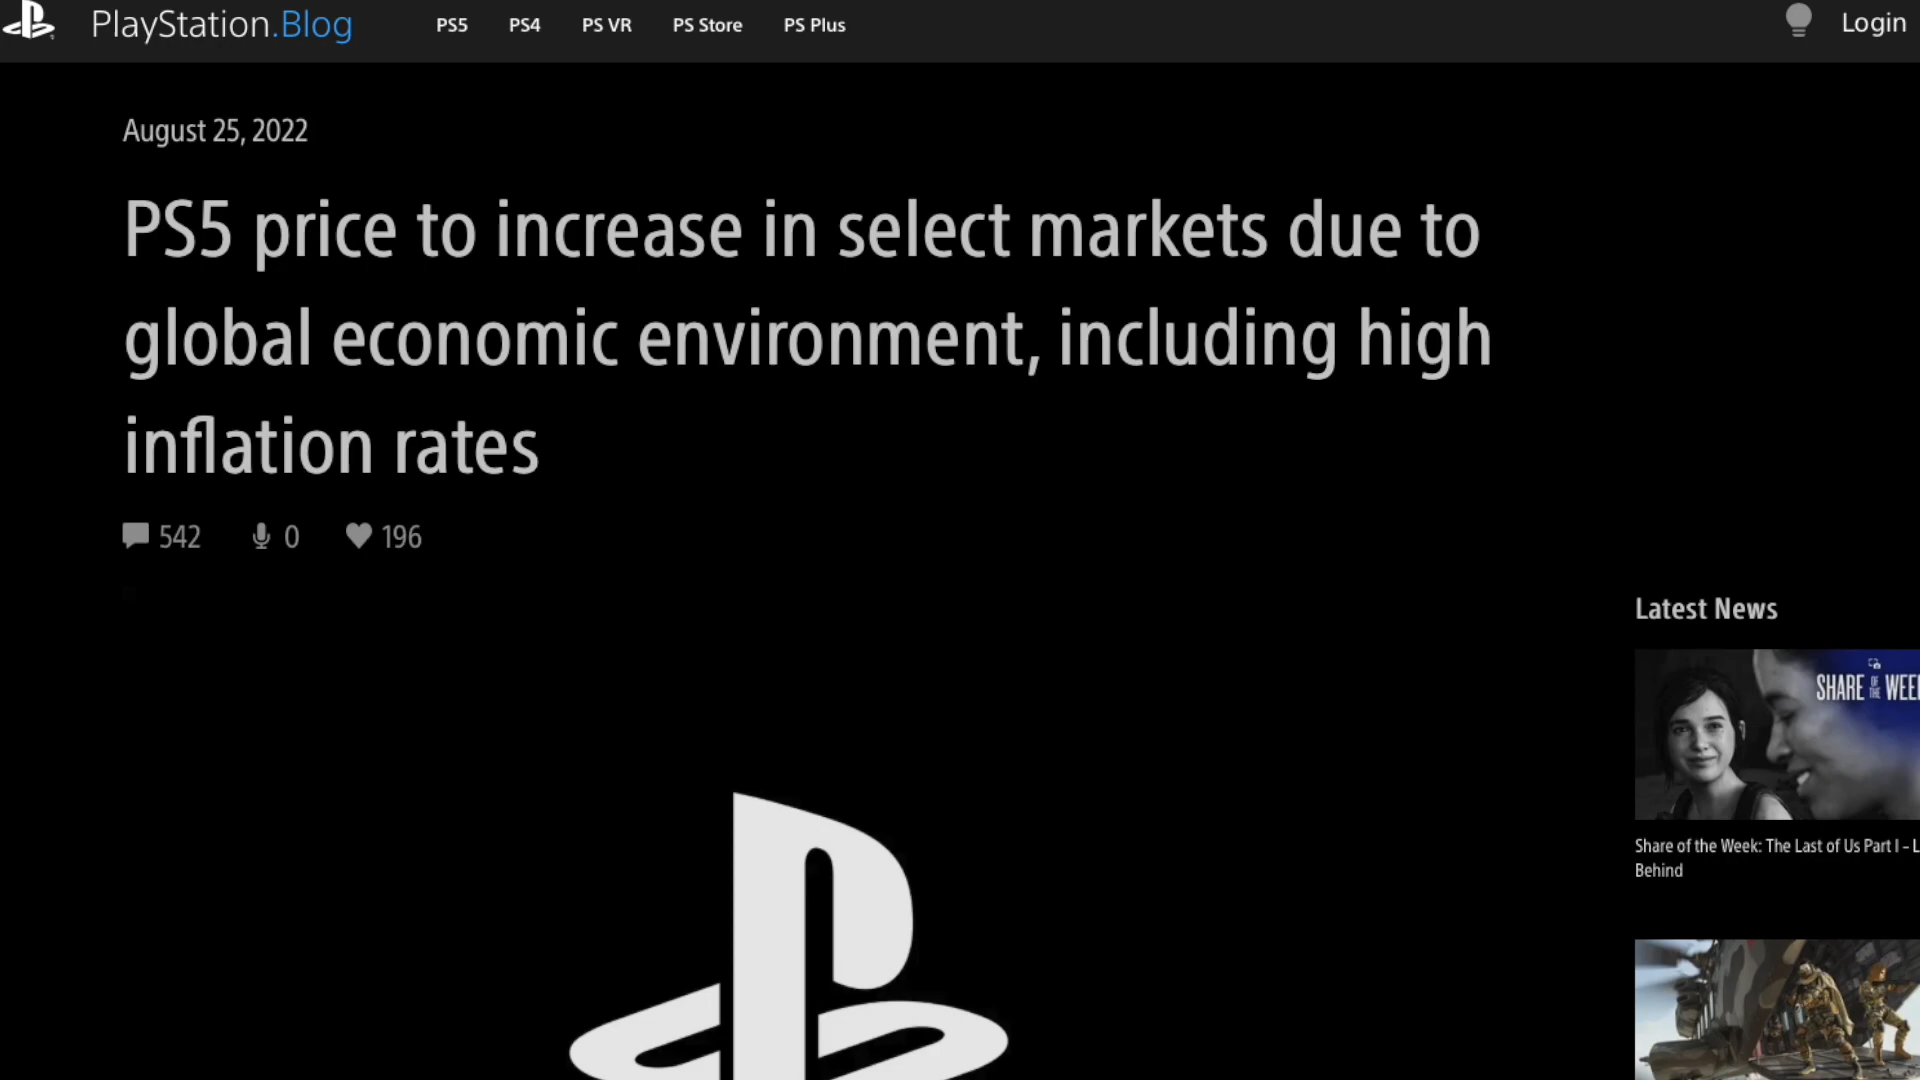 PlayStation.Blog
PS5 PS4 PS VR PS Store PS Plus
Login
August 25, 2022
PS5 price to increase in select markets due to
global economic environment, including high
inflation rates
542 0 196
Latest News
SHARE OF THE
Share of the Week: The Last of Us Part I –
Behind